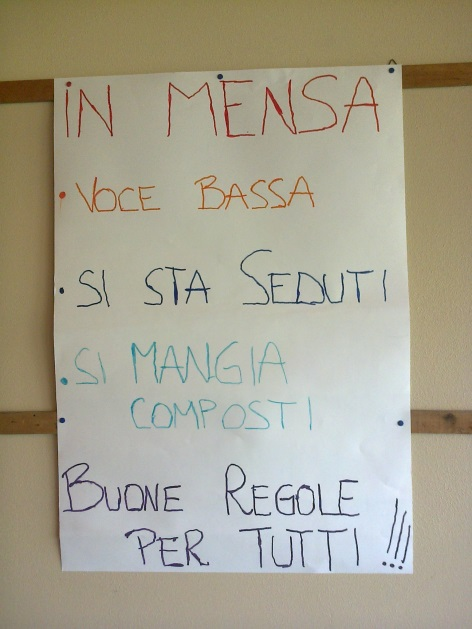 IN MENSA
• VOCE BASSA
• SI STA SEDUTI
• SI MANGIA
COMPOSTI
BUONE REGOLE
PER TUTTI !!!